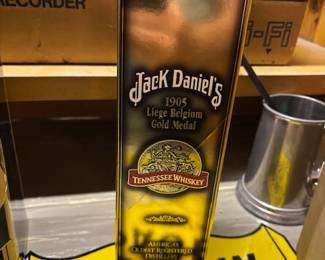 RECORDER
i-Fi
Jack Daniel's
1905
Liege Belgium
Gold Medal
TENNESSEE WHISKEY
AMERICA'S
OLDEST REGISTERED
DISTILLERY